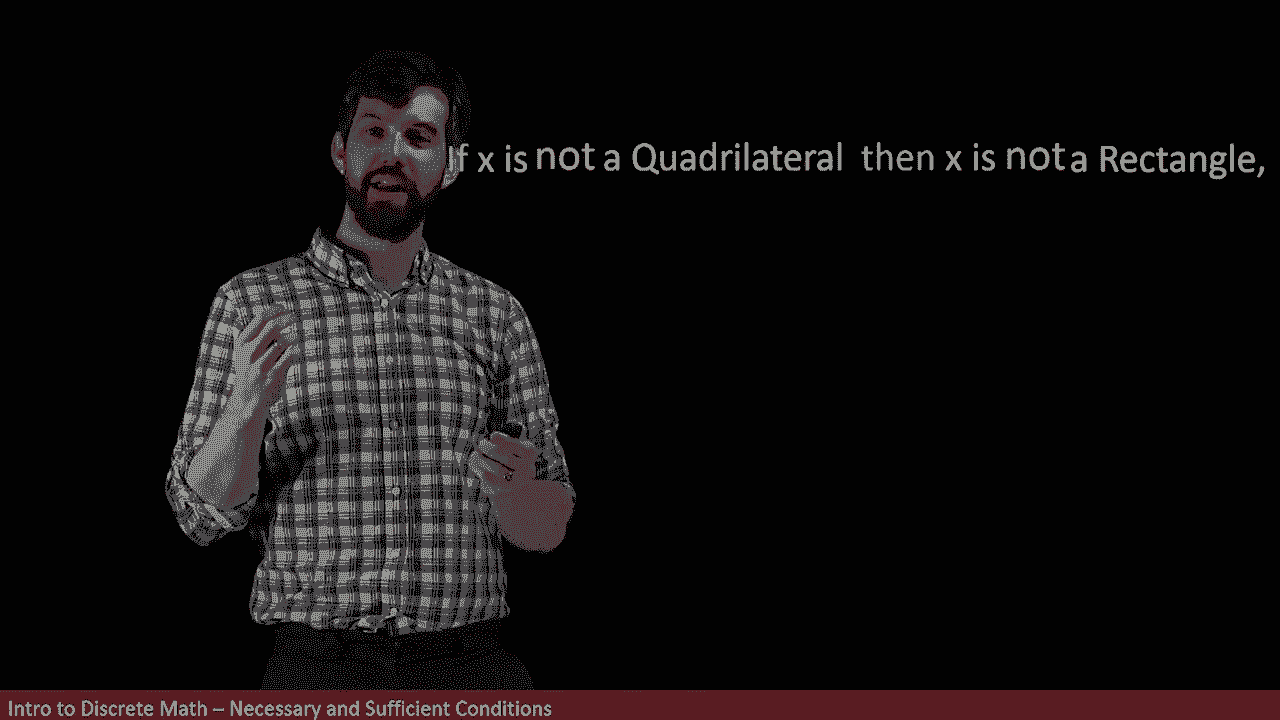 If x is not a Quadrilateral then x is not a Rectangle,
Intro to Discrete Math – Necessary and Sufficient Conditions